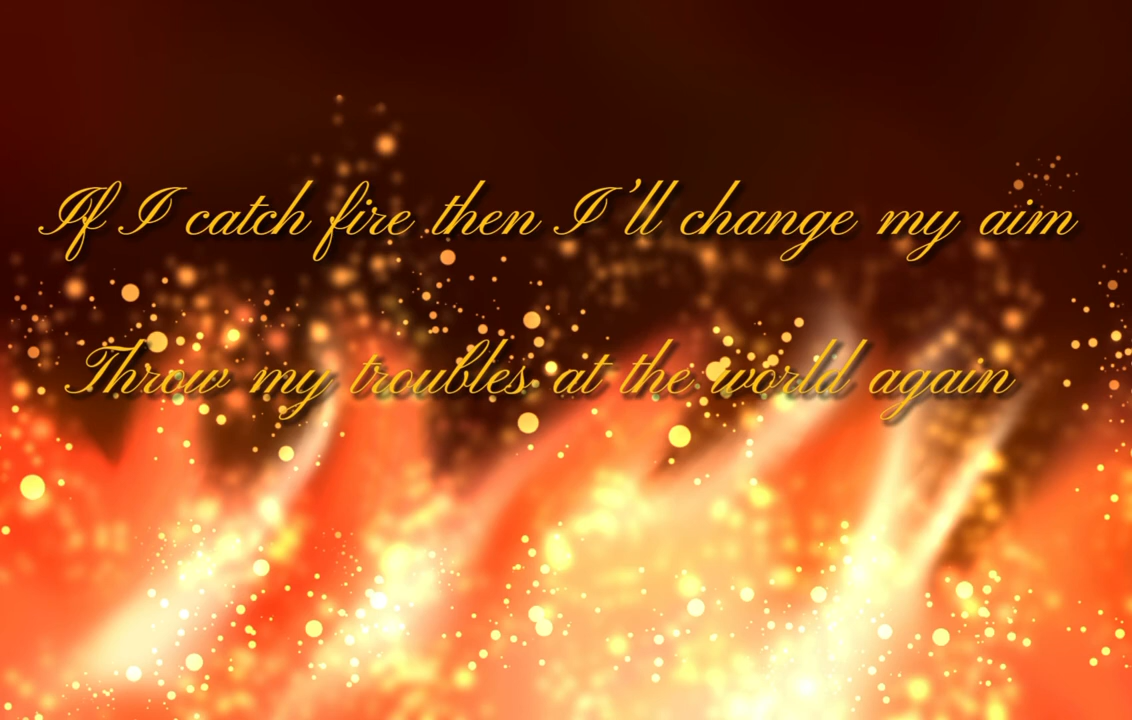 If I catch fire then I'll change my aim
Throw my troubles at the world again